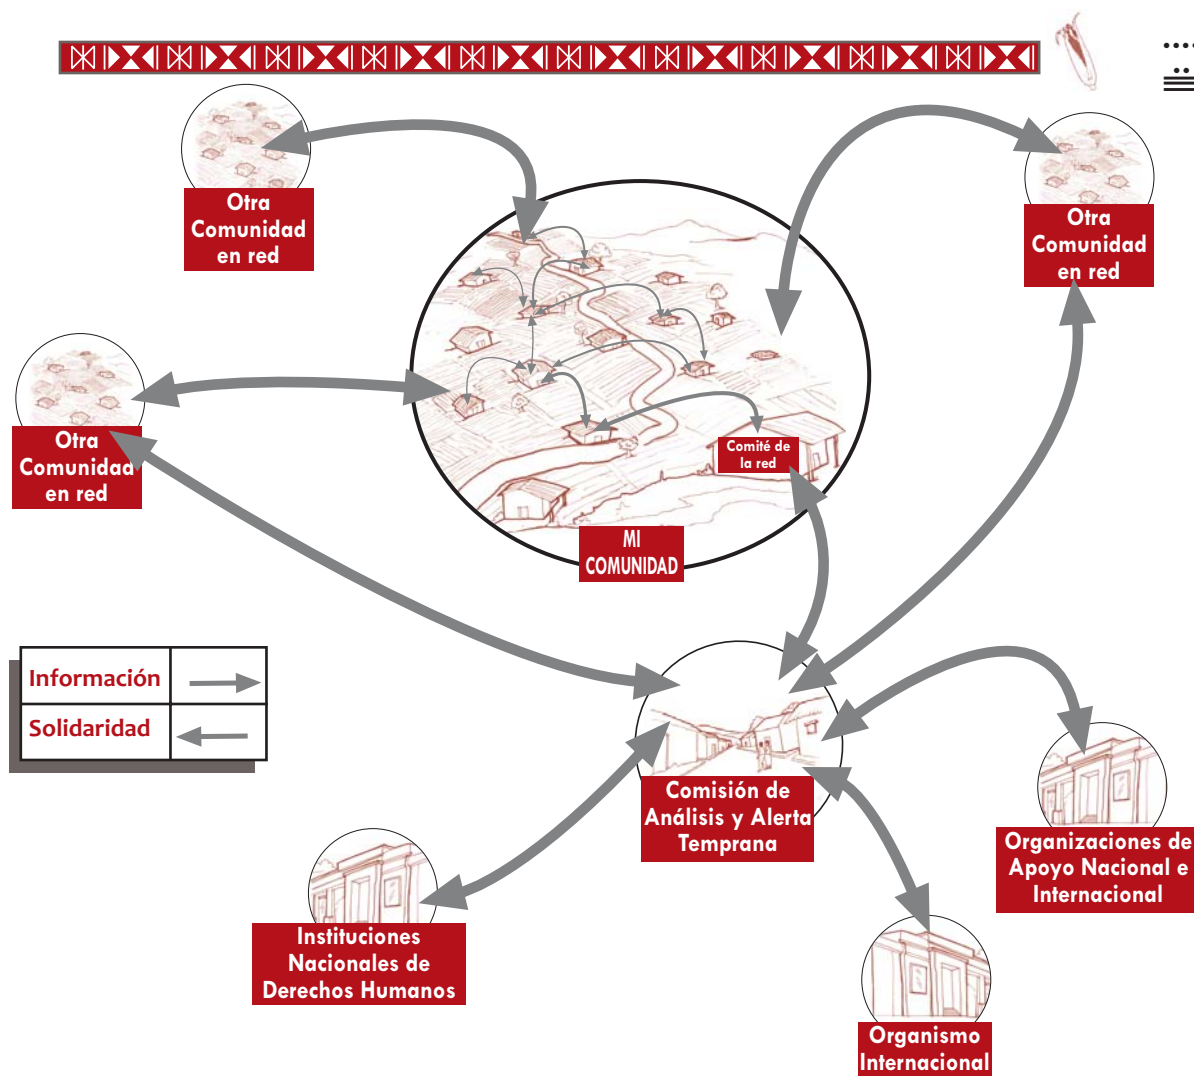 Otra
Comunidad
en red
Otra
Comunidad
en red
Otra
Comunidad
en red
Comité de
la red
MI
COMUNIDAD
Información
Solidaridad
Comisión de
Análisis y Alerta
Temprana
Organizaciones de
Apoyo Nacional e
Internacional
Instituciones
Nacionales de
Derechos Humanos
Organismo
Internacional